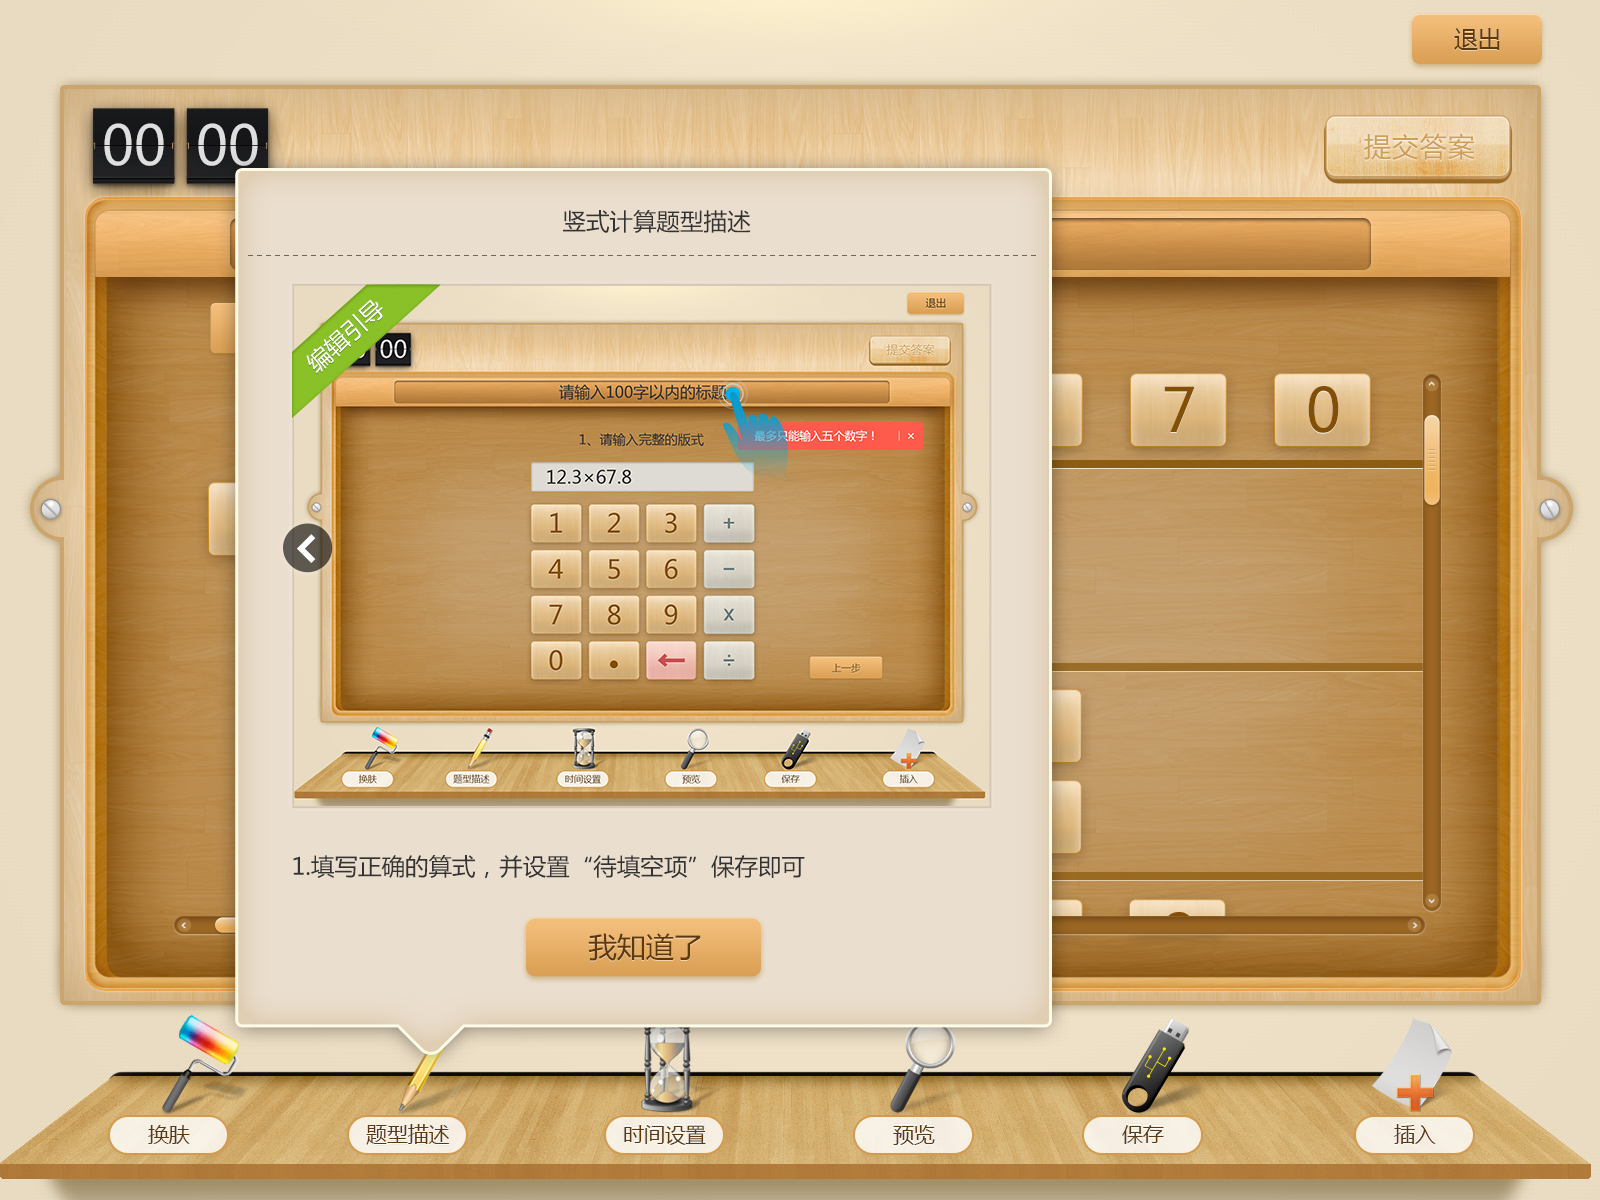 退出
00 00
提交答案
竖式计算题型描述
编辑引导
退出
00
提交答案
请输入100字以内的标题
1、请输入完整的版式
最多只能输入五个数字！ | ×
12.3×67.8
1 2 3 +
4 5 6 −
7 8 9 x
0 . ← ÷
上一步
换肤 题型描述 时间设置 预览 保存 插入
7 0
1.填写正确的算式，并设置“待填空项”保存即可
我知道了
换肤 题型描述 时间设置 预览 保存 插入